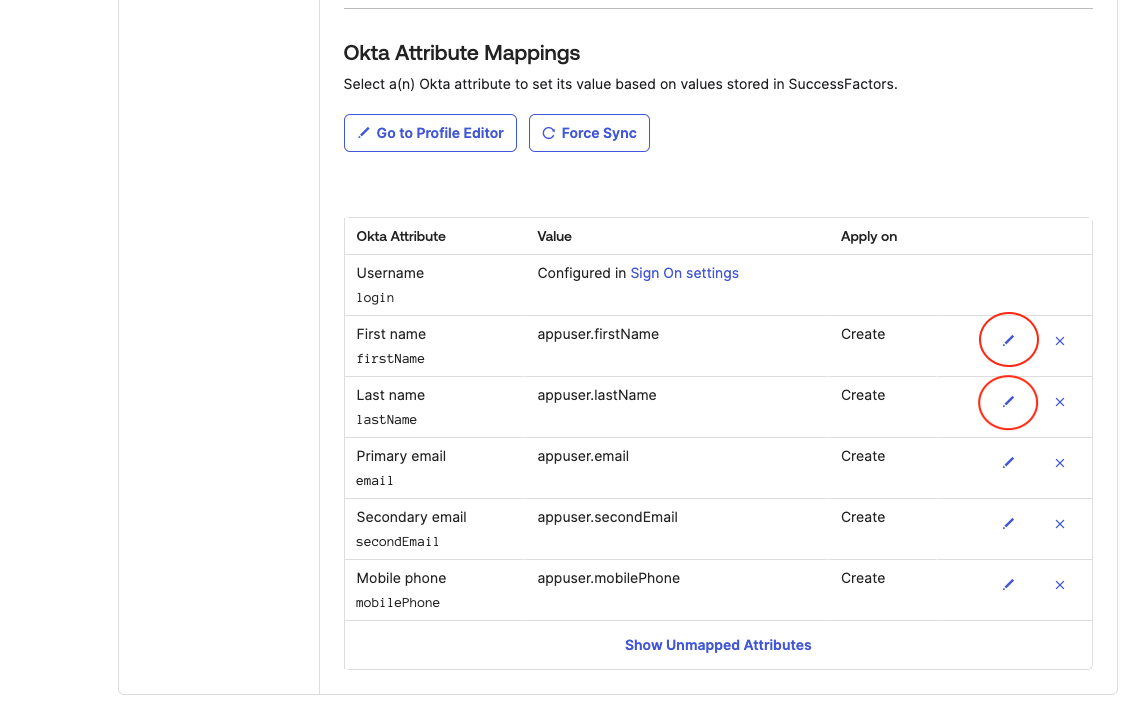 Okta Attribute Mappings
Select a(n) Okta attribute to set its value based on values stored in SuccessFactors.
Go to Profile Editor Force Sync
Okta Attribute Value Apply on
Username Configured in Sign On settings
login
First name appuser.firstName Create
firstName
Last name appuser.lastName Create
lastName
Primary email appuser.email Create
email
Secondary email appuser.secondEmail Create
secondEmail
Mobile phone appuser.mobilePhone Create
mobilePhone
Show Unmapped Attributes